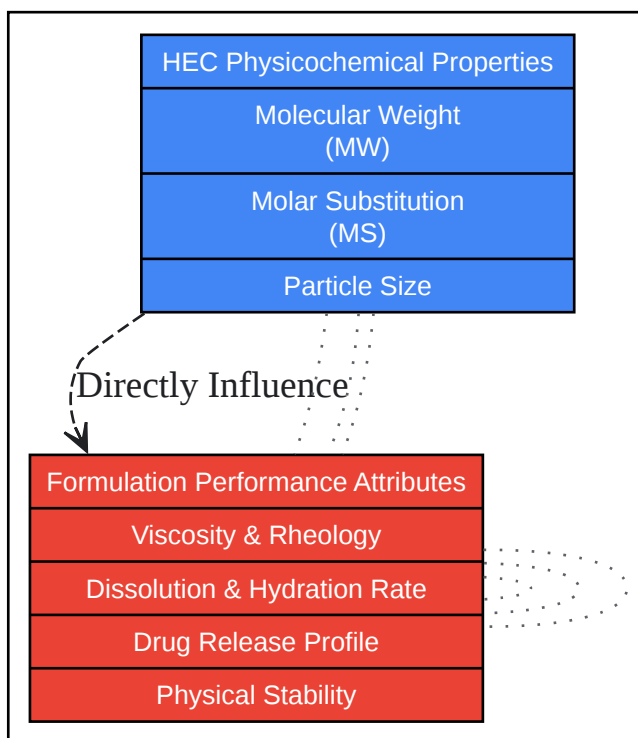 HEC Physicochemical Properties
Molecular Weight
(MW)
Molar Substitution
(MS)
Particle Size
Directly Influence
Formulation Performance Attributes
Viscosity & Rheology
Dissolution & Hydration Rate
Drug Release Profile
Physical Stability